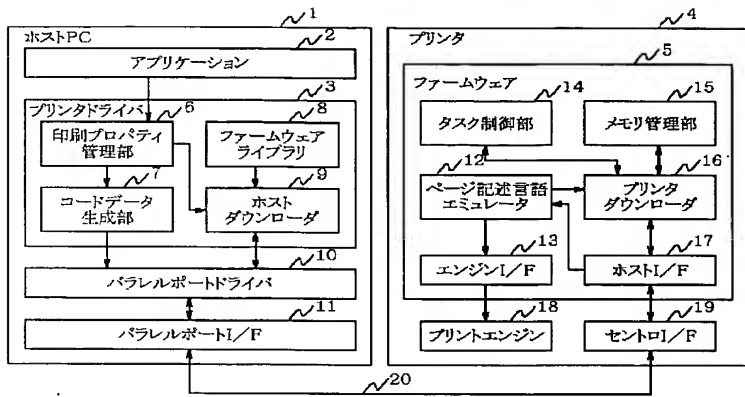 1
ホストPC
2
アプリケーション
3
プリンタドライバ
6
印刷プロパティ
管理部
8
ファームウェア
ライブラリ
7
コードデータ
生成部
9
ホスト
ダウンローダ
10
パラレルポートドライバ
11
パラレルポートI/F
4
プリンタ
5
ファームウェア
14
タスク制御部
15
メモリ管理部
12
ページ記述言語
エミュレータ
16
プリンタ
ダウンローダ
13
エンジンI/F
17
ホストI/F
18
プリントエンジン
19
セントロI/F
20